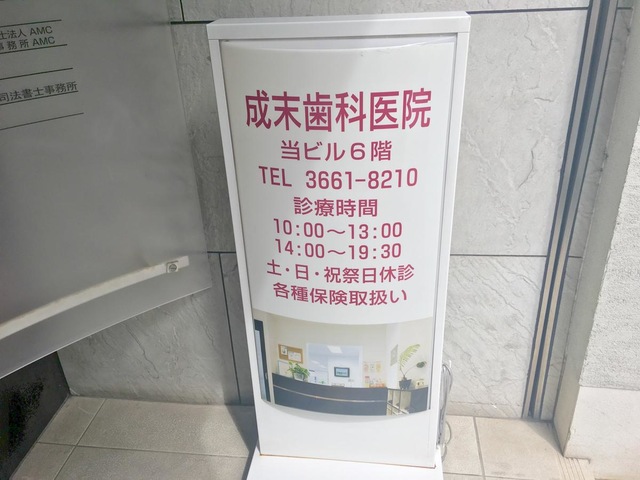 士法人 AMC
事務所 AMC
司法書士事務所
成末歯科医院
当ビル6階
TEL 3661-8210
診療時間
10:00〜13:00
14:00〜19:30
土・日・祝祭日休診
各種保険取扱い